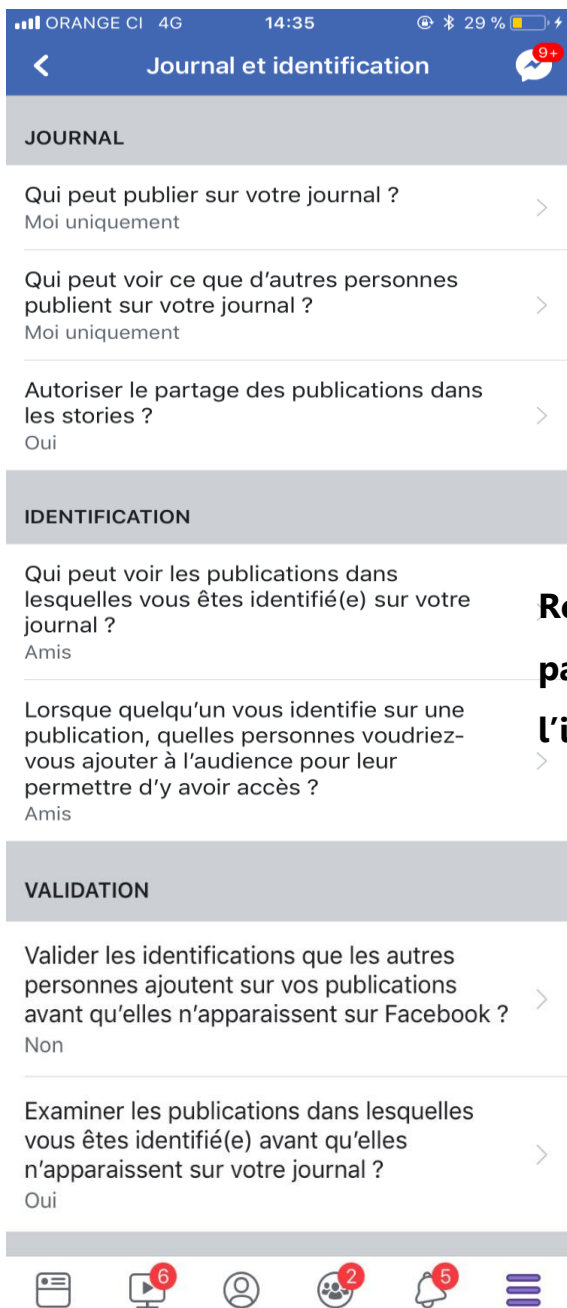 ORANGE CI 4G 14:35 29 %
Journal et identification
9+
JOURNAL
Qui peut publier sur votre journal ?
Moi uniquement
Qui peut voir ce que d'autres personnes
publient sur votre journal ?
Moi uniquement
Autoriser le partage des publications dans
les stories ?
Oui
IDENTIFICATION
Qui peut voir les publications dans
lesquelles vous êtes identifié(e) sur votre
journal ?
Amis
Lorsque quelqu'un vous identifie sur une
publication, quelles personnes voudriez-
vous ajouter à l'audience pour leur
permettre d'y avoir accès ?
Amis
VALIDATION
Valider les identifications que les autres
personnes ajoutent sur vos publications
avant qu'elles n'apparaissent sur Facebook ?
Non
Examiner les publications dans lesquelles
vous êtes identifié(e) avant qu'elles
n'apparaissent sur votre journal ?
Oui
6 2 5